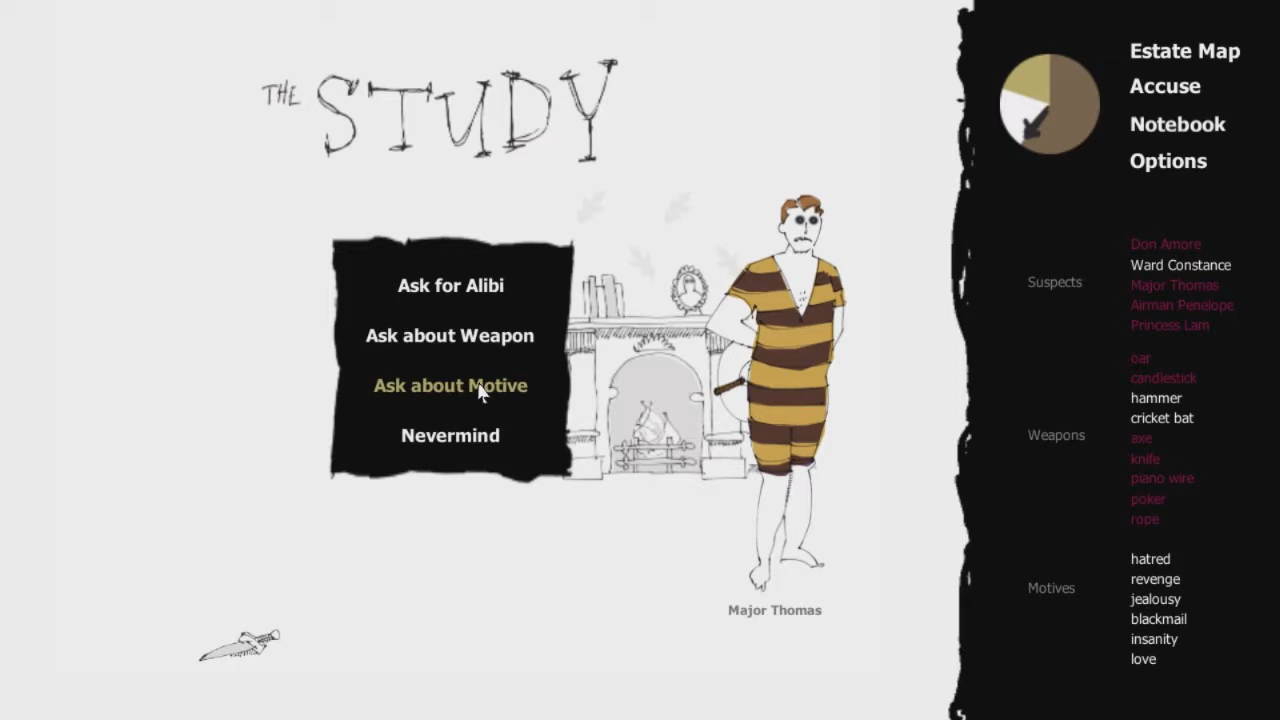 THE STUDY
Ask for Alibi
Ask about Weapon
Ask about Motive
Nevermind
Major Thomas
Estate Map
Accuse
Notebook
Options
Suspects
Don Amore
Ward Constance
Major Thomas
Airman Penelope
Princess Lam
Weapons
oar
candlestick
hammer
cricket bat
axe
knife
piano wire
poker
rope
Motives
hatred
revenge
jealousy
blackmail
insanity
love